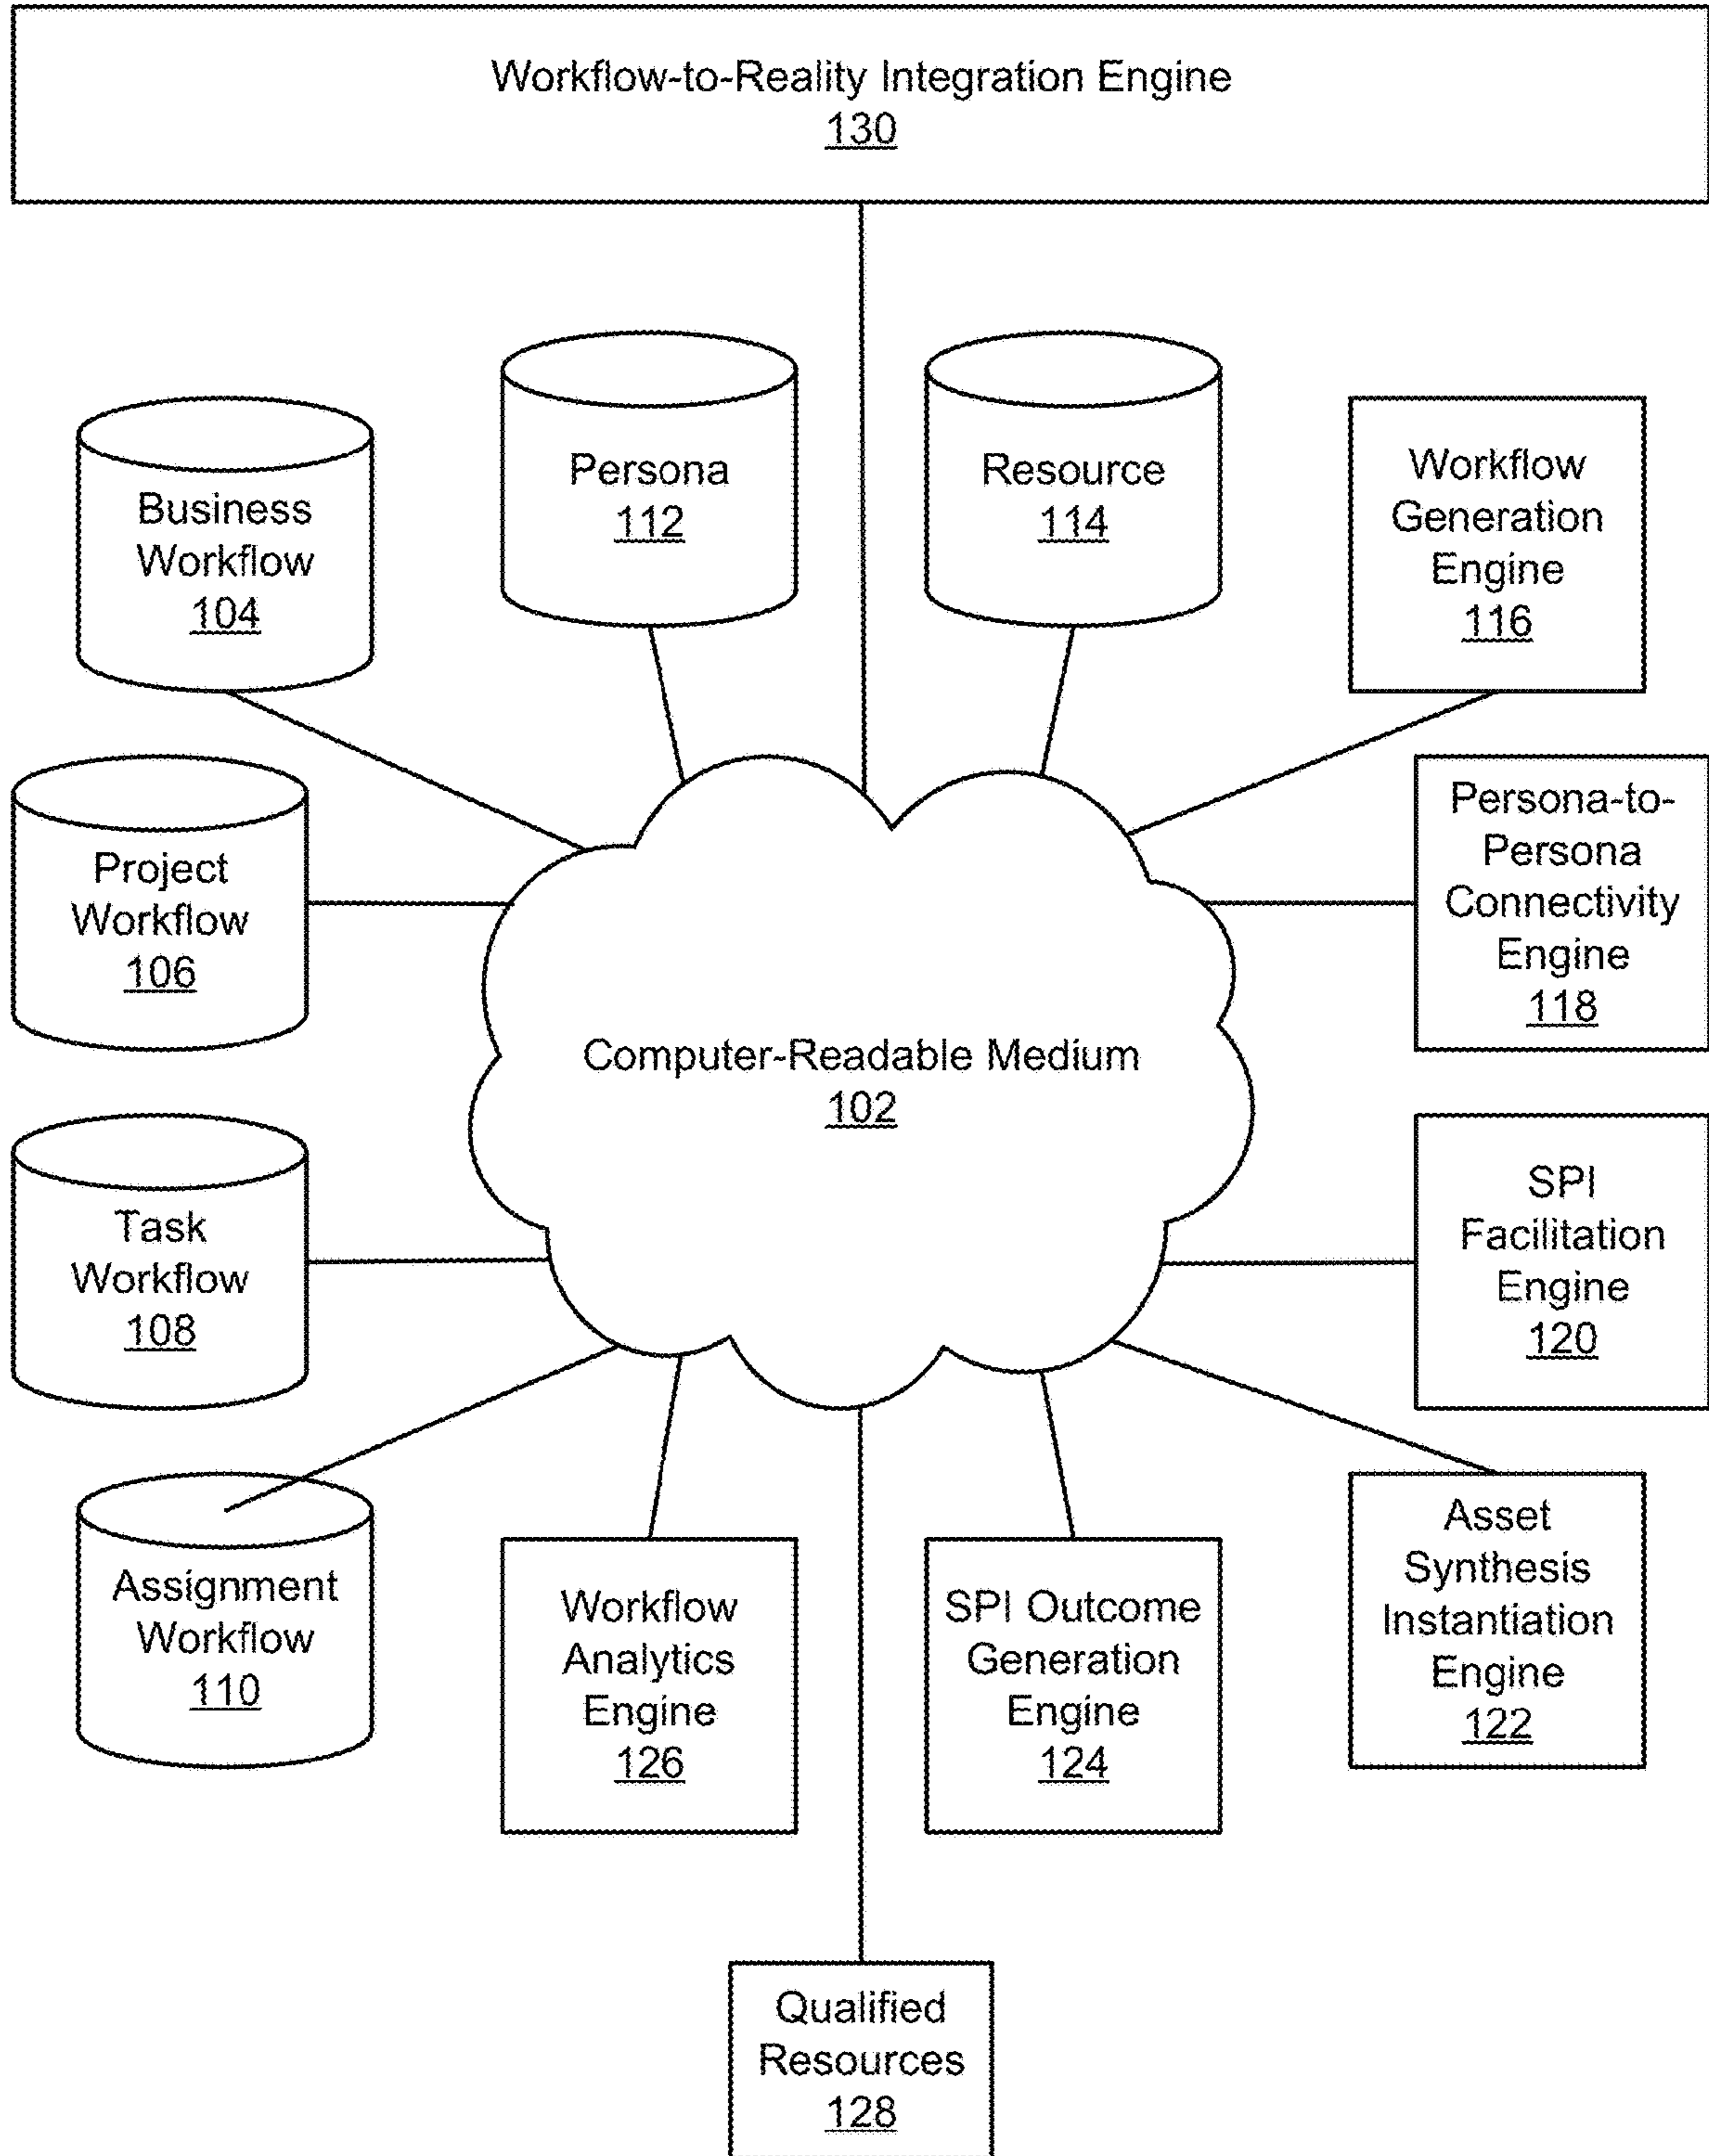 Workflow-to-Reality Integration Engine
130
Business
Workflow
104
Persona
112
Resource
114
Workflow
Generation
Engine
116
Project
Workflow
106
Persona-to-
Persona
Connectivity
Engine
118
Computer-Readable Medium
102
Task
Workflow
108
SPI
Facilitation
Engine
120
Assignment
Workflow
110
Workflow
Analytics
Engine
126
SPI Outcome
Generation
Engine
124
Asset
Synthesis
Instantiation
Engine
122
Qualified
Resources
128